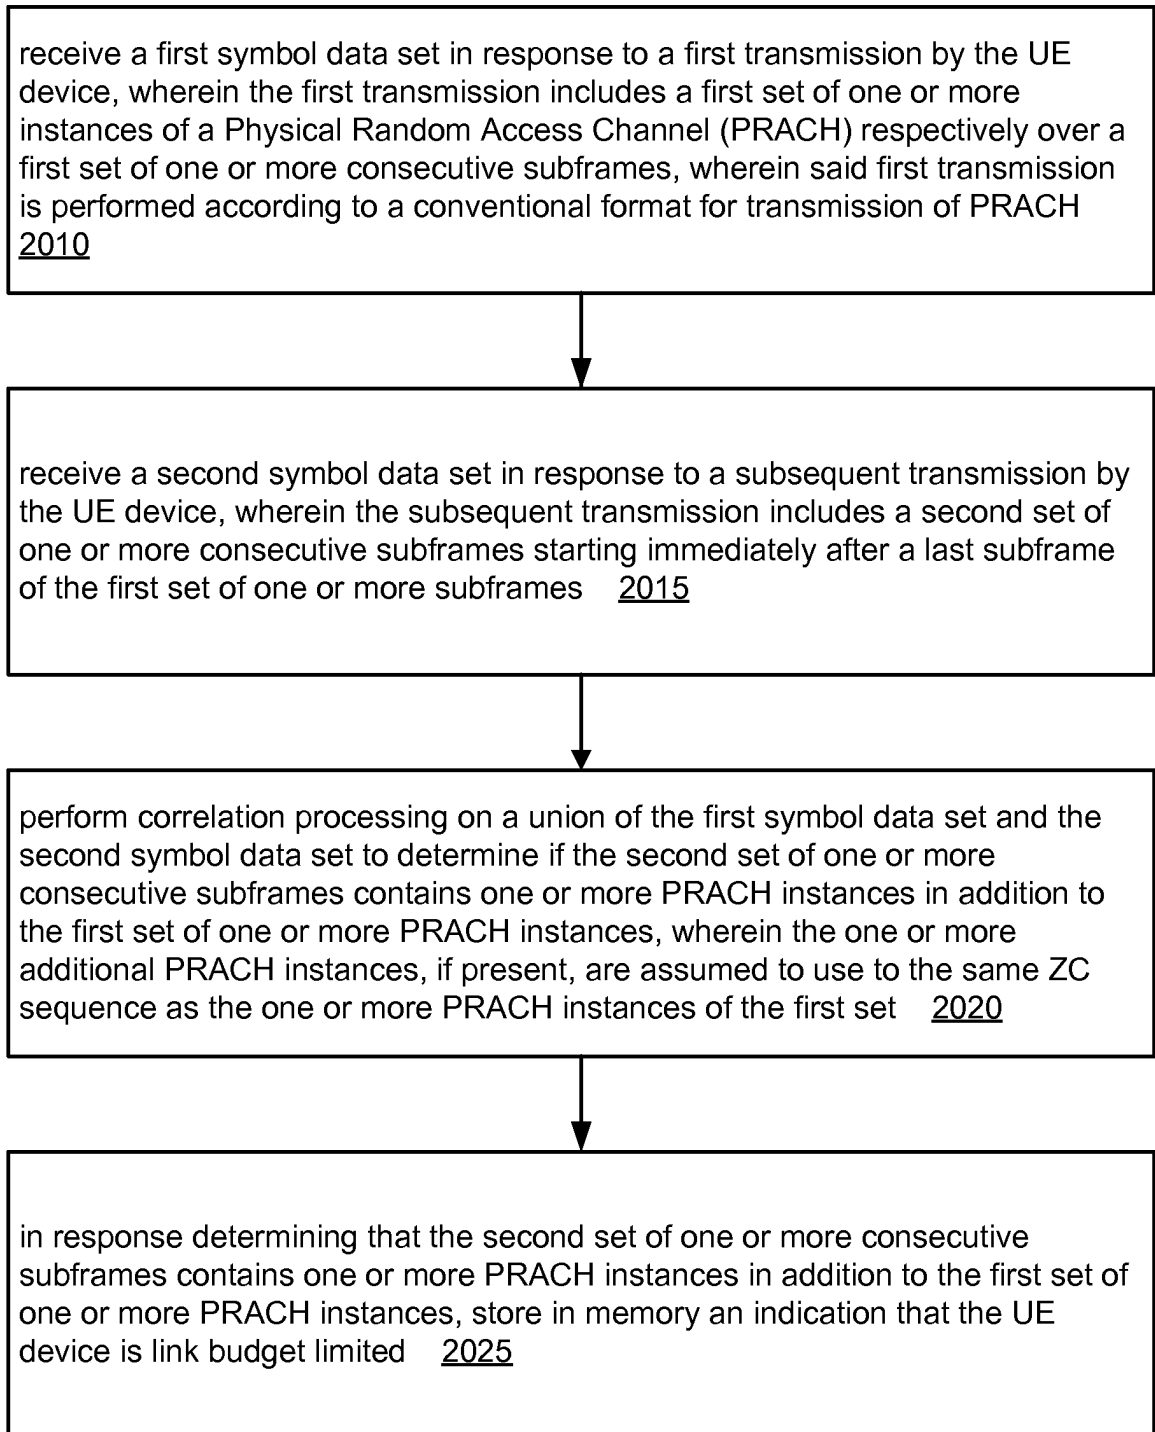 receive a first symbol data set in response to a first transmission by the UE
device, wherein the first transmission includes a first set of one or more
instances of a Physical Random Access Channel (PRACH) respectively over a
first set of one or more consecutive subframes, wherein said first transmission
is performed according to a conventional format for transmission of PRACH
2010
receive a second symbol data set in response to a subsequent transmission by
the UE device, wherein the subsequent transmission includes a second set of
one or more consecutive subframes starting immediately after a last subframe
of the first set of one or more subframes 2015
perform correlation processing on a union of the first symbol data set and the
second symbol data set to determine if the second set of one or more
consecutive subframes contains one or more PRACH instances in addition to
the first set of one or more PRACH instances, wherein the one or more
additional PRACH instances, if present, are assumed to use to the same ZC
sequence as the one or more PRACH instances of the first set 2020
in response determining that the second set of one or more consecutive
subframes contains one or more PRACH instances in addition to the first set of
one or more PRACH instances, store in memory an indication that the UE
device is link budget limited 2025